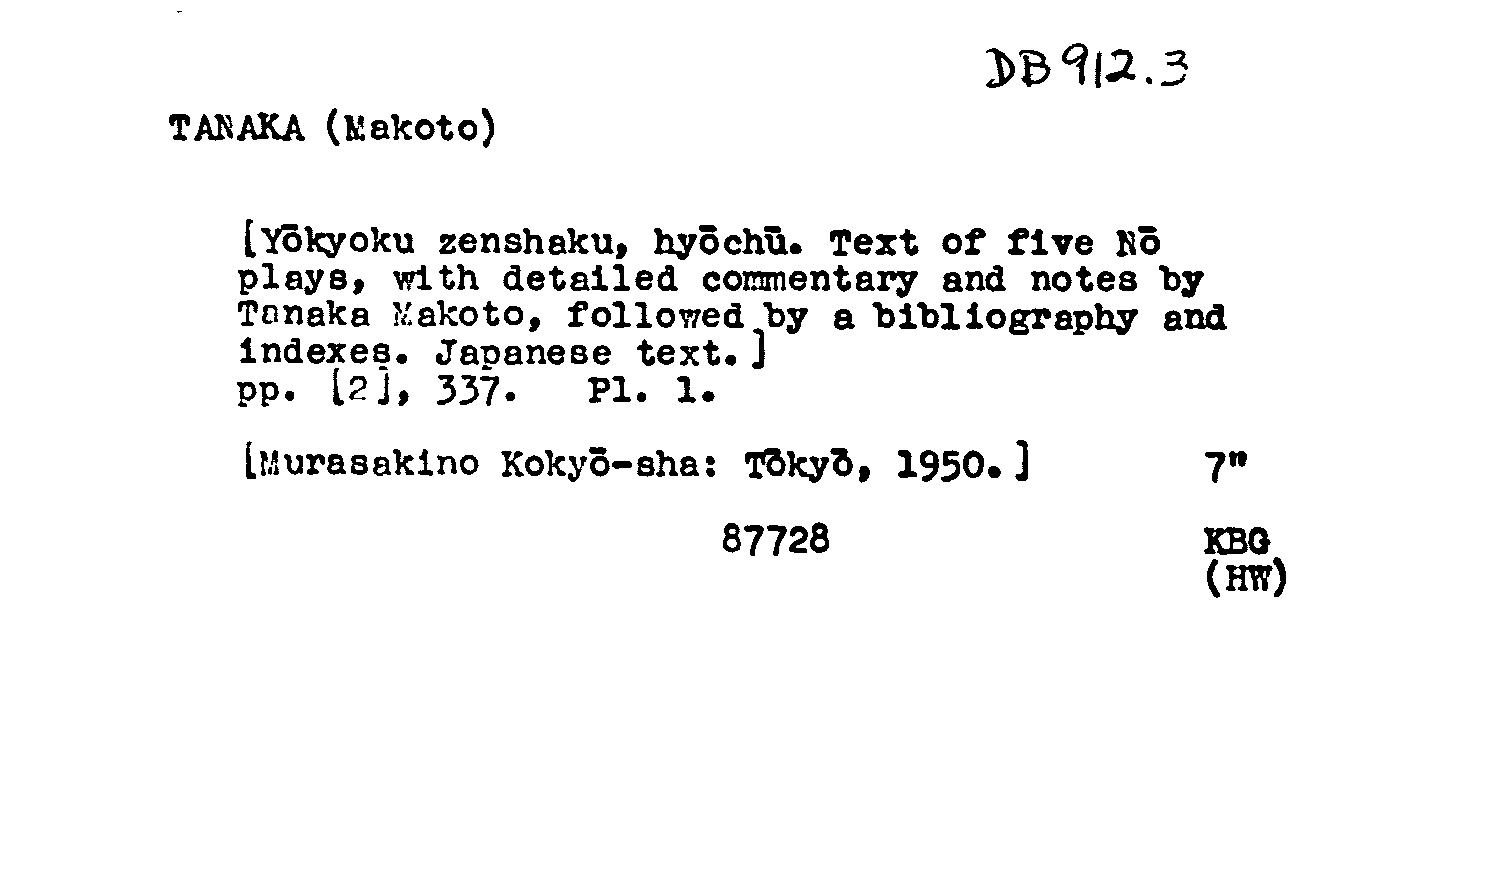 DB912.3
TANAKA (Makoto)
[Yōkyoku zenshaku, hyōchū. Text of five Nō
plays, with detailed commentary and notes by
Tanaka Makoto, followed by a bibliography and
indexes. Japanese text.]
pp. [2], 337. Pl. 1.
[Murasakino Kokyō-sha: Tōkyō, 1950.] 7"
87728 KBG
(HW)